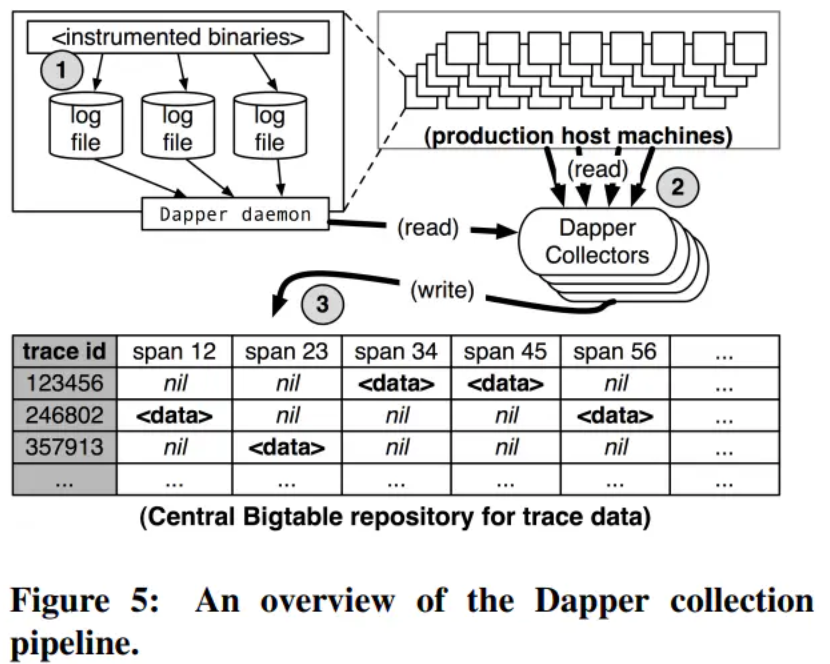 <instrumented binaries>
1
log
file
log
file
log
file
Dapper daemon
(production host machines)
(read)
2
(read)
Dapper
Collectors
(write)
3
trace id span 12 span 23 span 34 span 45 span 56 ...
123456 nil nil <data> <data> nil ...
246802 <data> nil nil nil <data> ...
357913 nil <data> nil nil nil ...
... ... ... ... ... ... ...
(Central Bigtable repository for trace data)
Figure 5: An overview of the Dapper collection
pipeline.